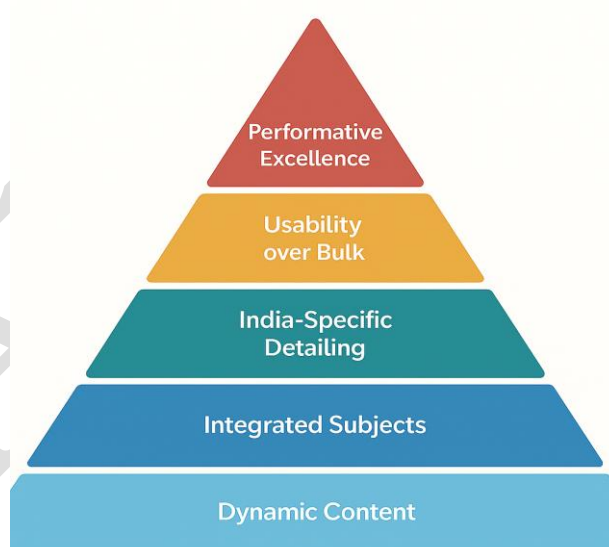 Performative
Excellence
Usability
over Bulk
India-Specific
Detailing
Integrated Subjects
Dynamic Content